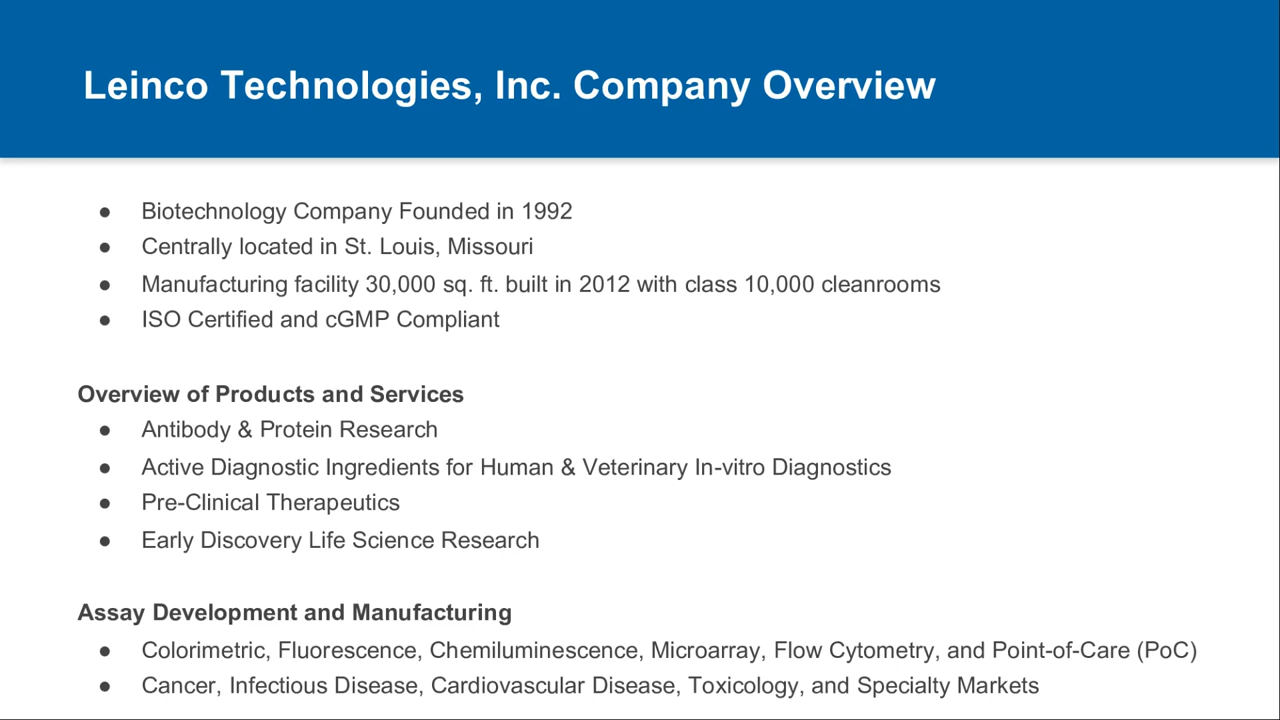 Leinco Technologies, Inc. Company Overview
● Biotechnology Company Founded in 1992
● Centrally located in St. Louis, Missouri
● Manufacturing facility 30,000 sq. ft. built in 2012 with class 10,000 cleanrooms
● ISO Certified and cGMP Compliant
Overview of Products and Services
● Antibody & Protein Research
● Active Diagnostic Ingredients for Human & Veterinary In-vitro Diagnostics
● Pre-Clinical Therapeutics
● Early Discovery Life Science Research
Assay Development and Manufacturing
● Colorimetric, Fluorescence, Chemiluminescence, Microarray, Flow Cytometry, and Point-of-Care (PoC)
● Cancer, Infectious Disease, Cardiovascular Disease, Toxicology, and Specialty Markets